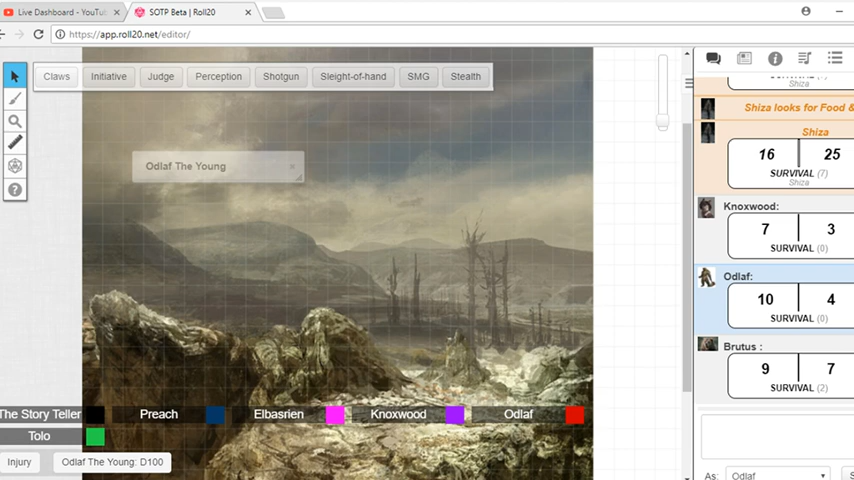 Live Dashboard - YouTu
SOTP Beta | Roll20
https://app.roll20.net/editor/
Claws
Initiative
Judge
Perception
Shotgun
Sleight-of-hand
SMG
Stealth
Odlaf The Young
The Story Teller
Preach
Elbasrien
Knoxwood
Odlaf
Tolo
Injury
Odlaf The Young: D100
Shiza
Shiza looks for Food &
Shiza
16 25
SURVIVAL (7)
Shiza
Knoxwood:
7 3
SURVIVAL (0)
Odlaf:
10 4
SURVIVAL (0)
Brutus :
9 7
SURVIVAL (2)
As: Odlaf